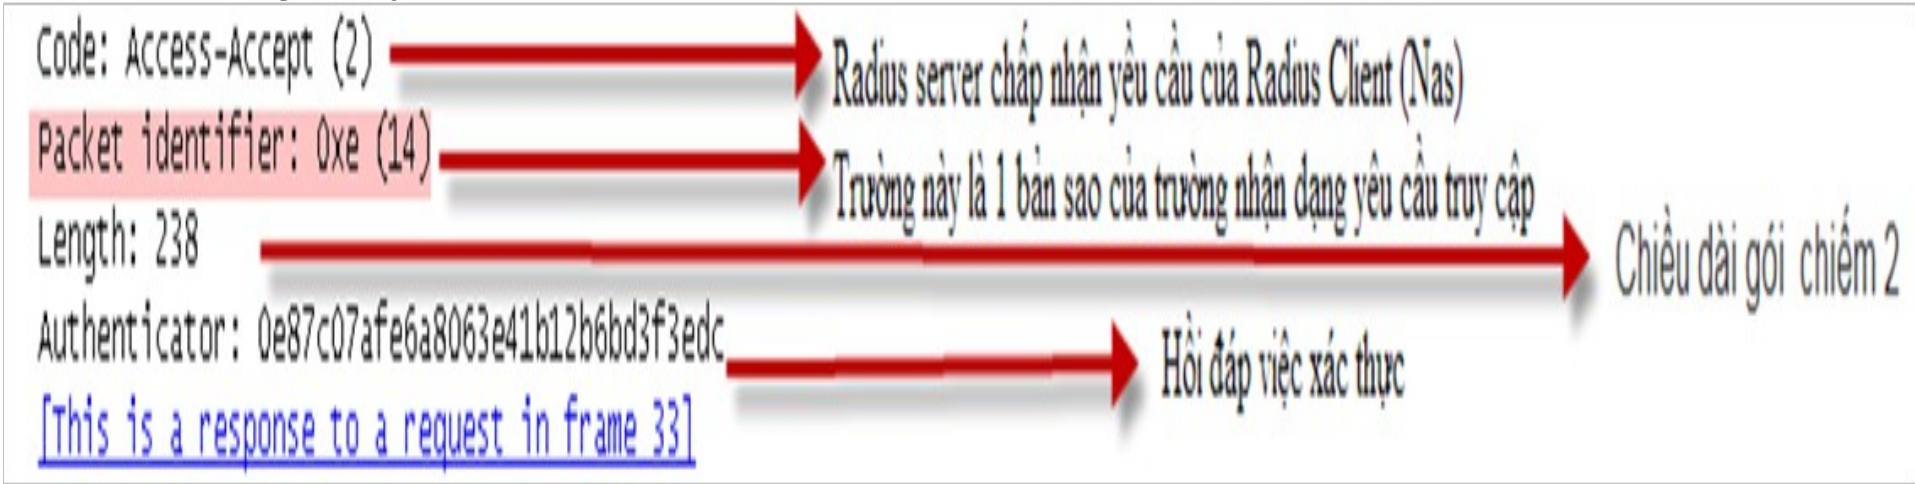 Code: Access-Accept (2)
Radius server chấp nhận yêu cầu của Radius Client (Nas)
Packet identifier: 0xe (14)
Trường này là 1 bản sao của trường nhận dạng yêu cầu truy cập
Length: 238
Chiều dài gói chiếm 2
Authenticator: 0e87c07afe6a8063e41b12b6bd3f3edc
Hồi đáp việc xác thực
[This is a response to a request in frame 33]